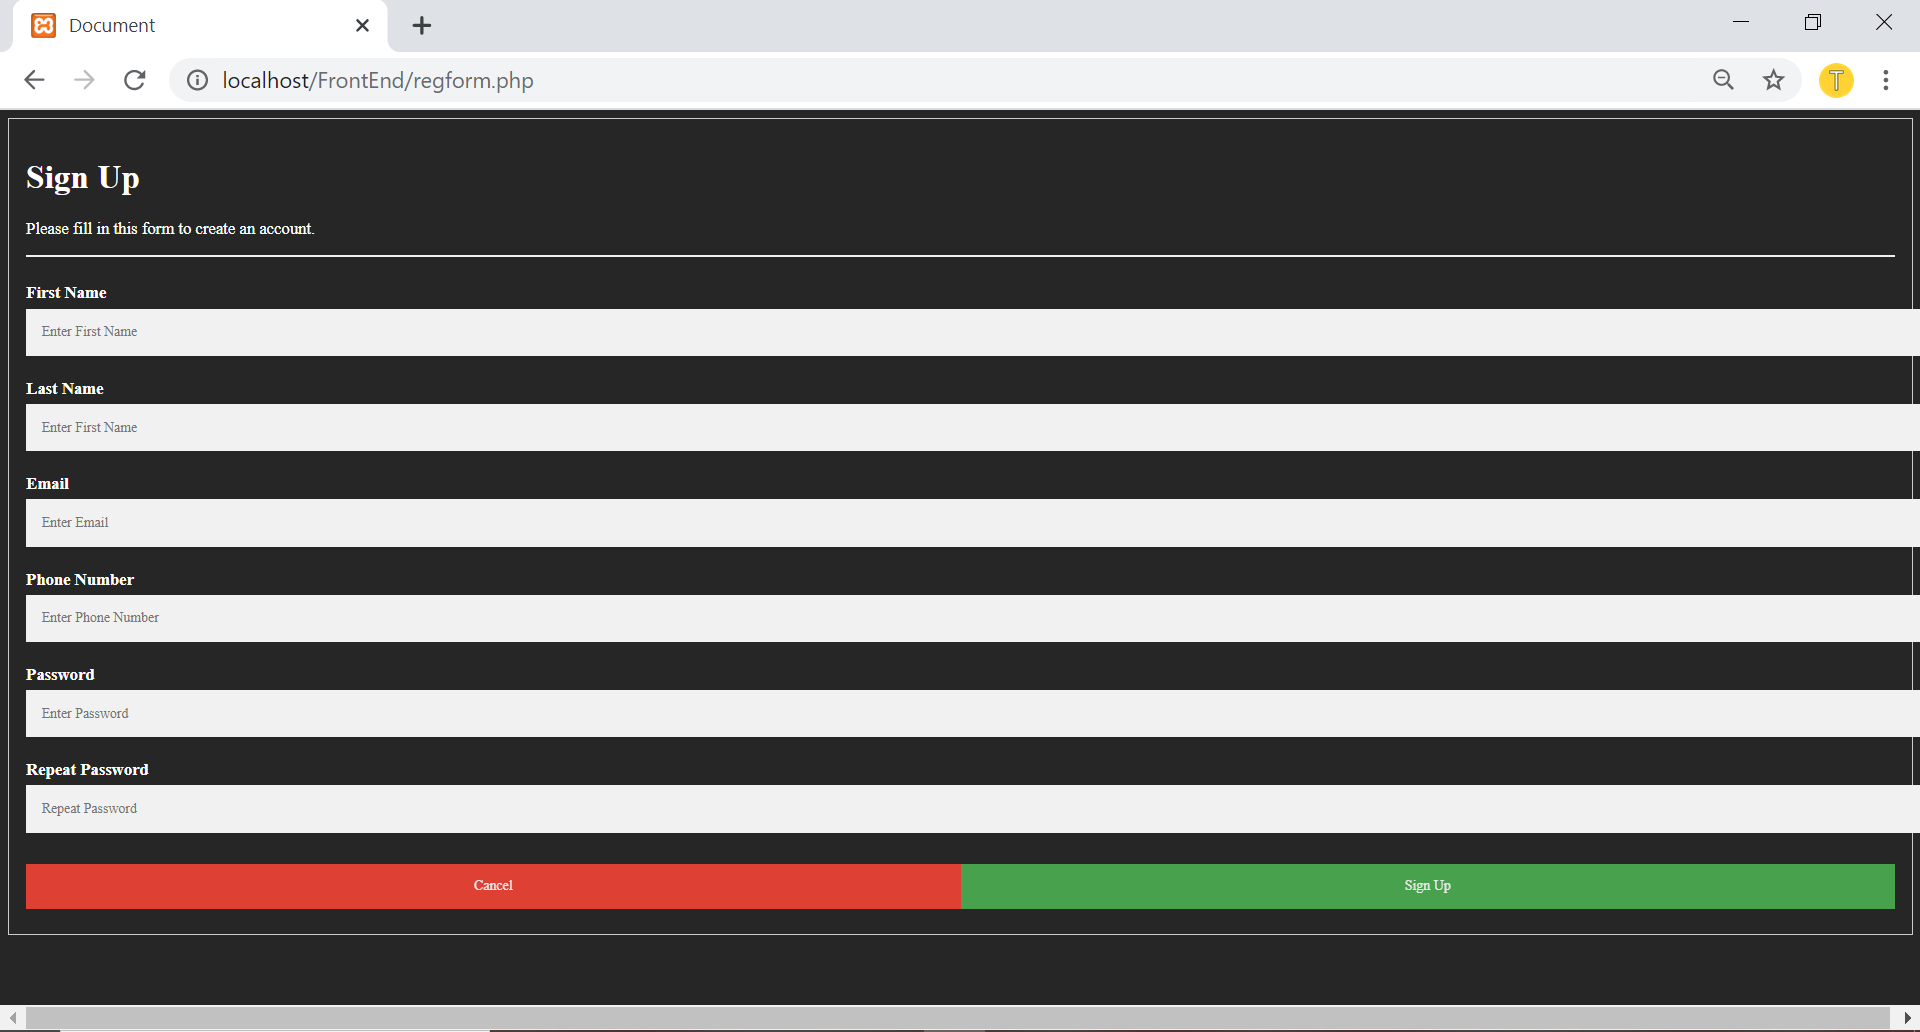 Document
localhost/FrontEnd/regform.php
T
Sign Up
Please fill in this form to create an account.
First Name
Enter First Name
Last Name
Enter First Name
Email
Enter Email
Phone Number
Enter Phone Number
Password
Enter Password
Repeat Password
Repeat Password
Cancel Sign Up